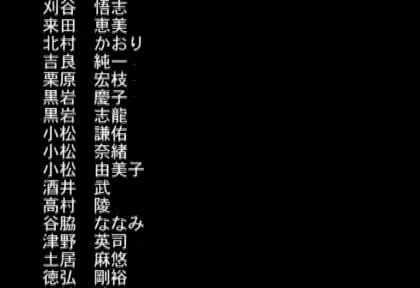 刈谷　悟志
来田　恵美
北村　かおり
吉良　純一
栗原　宏枝
黒岩　慶子
黒岩　志龍
小松　謙佑
小松　奈緒
小松　由美子
酒井　武
高村　陵
谷脇　ななみ
津野　英司
土居　麻悠
徳弘　剛裕